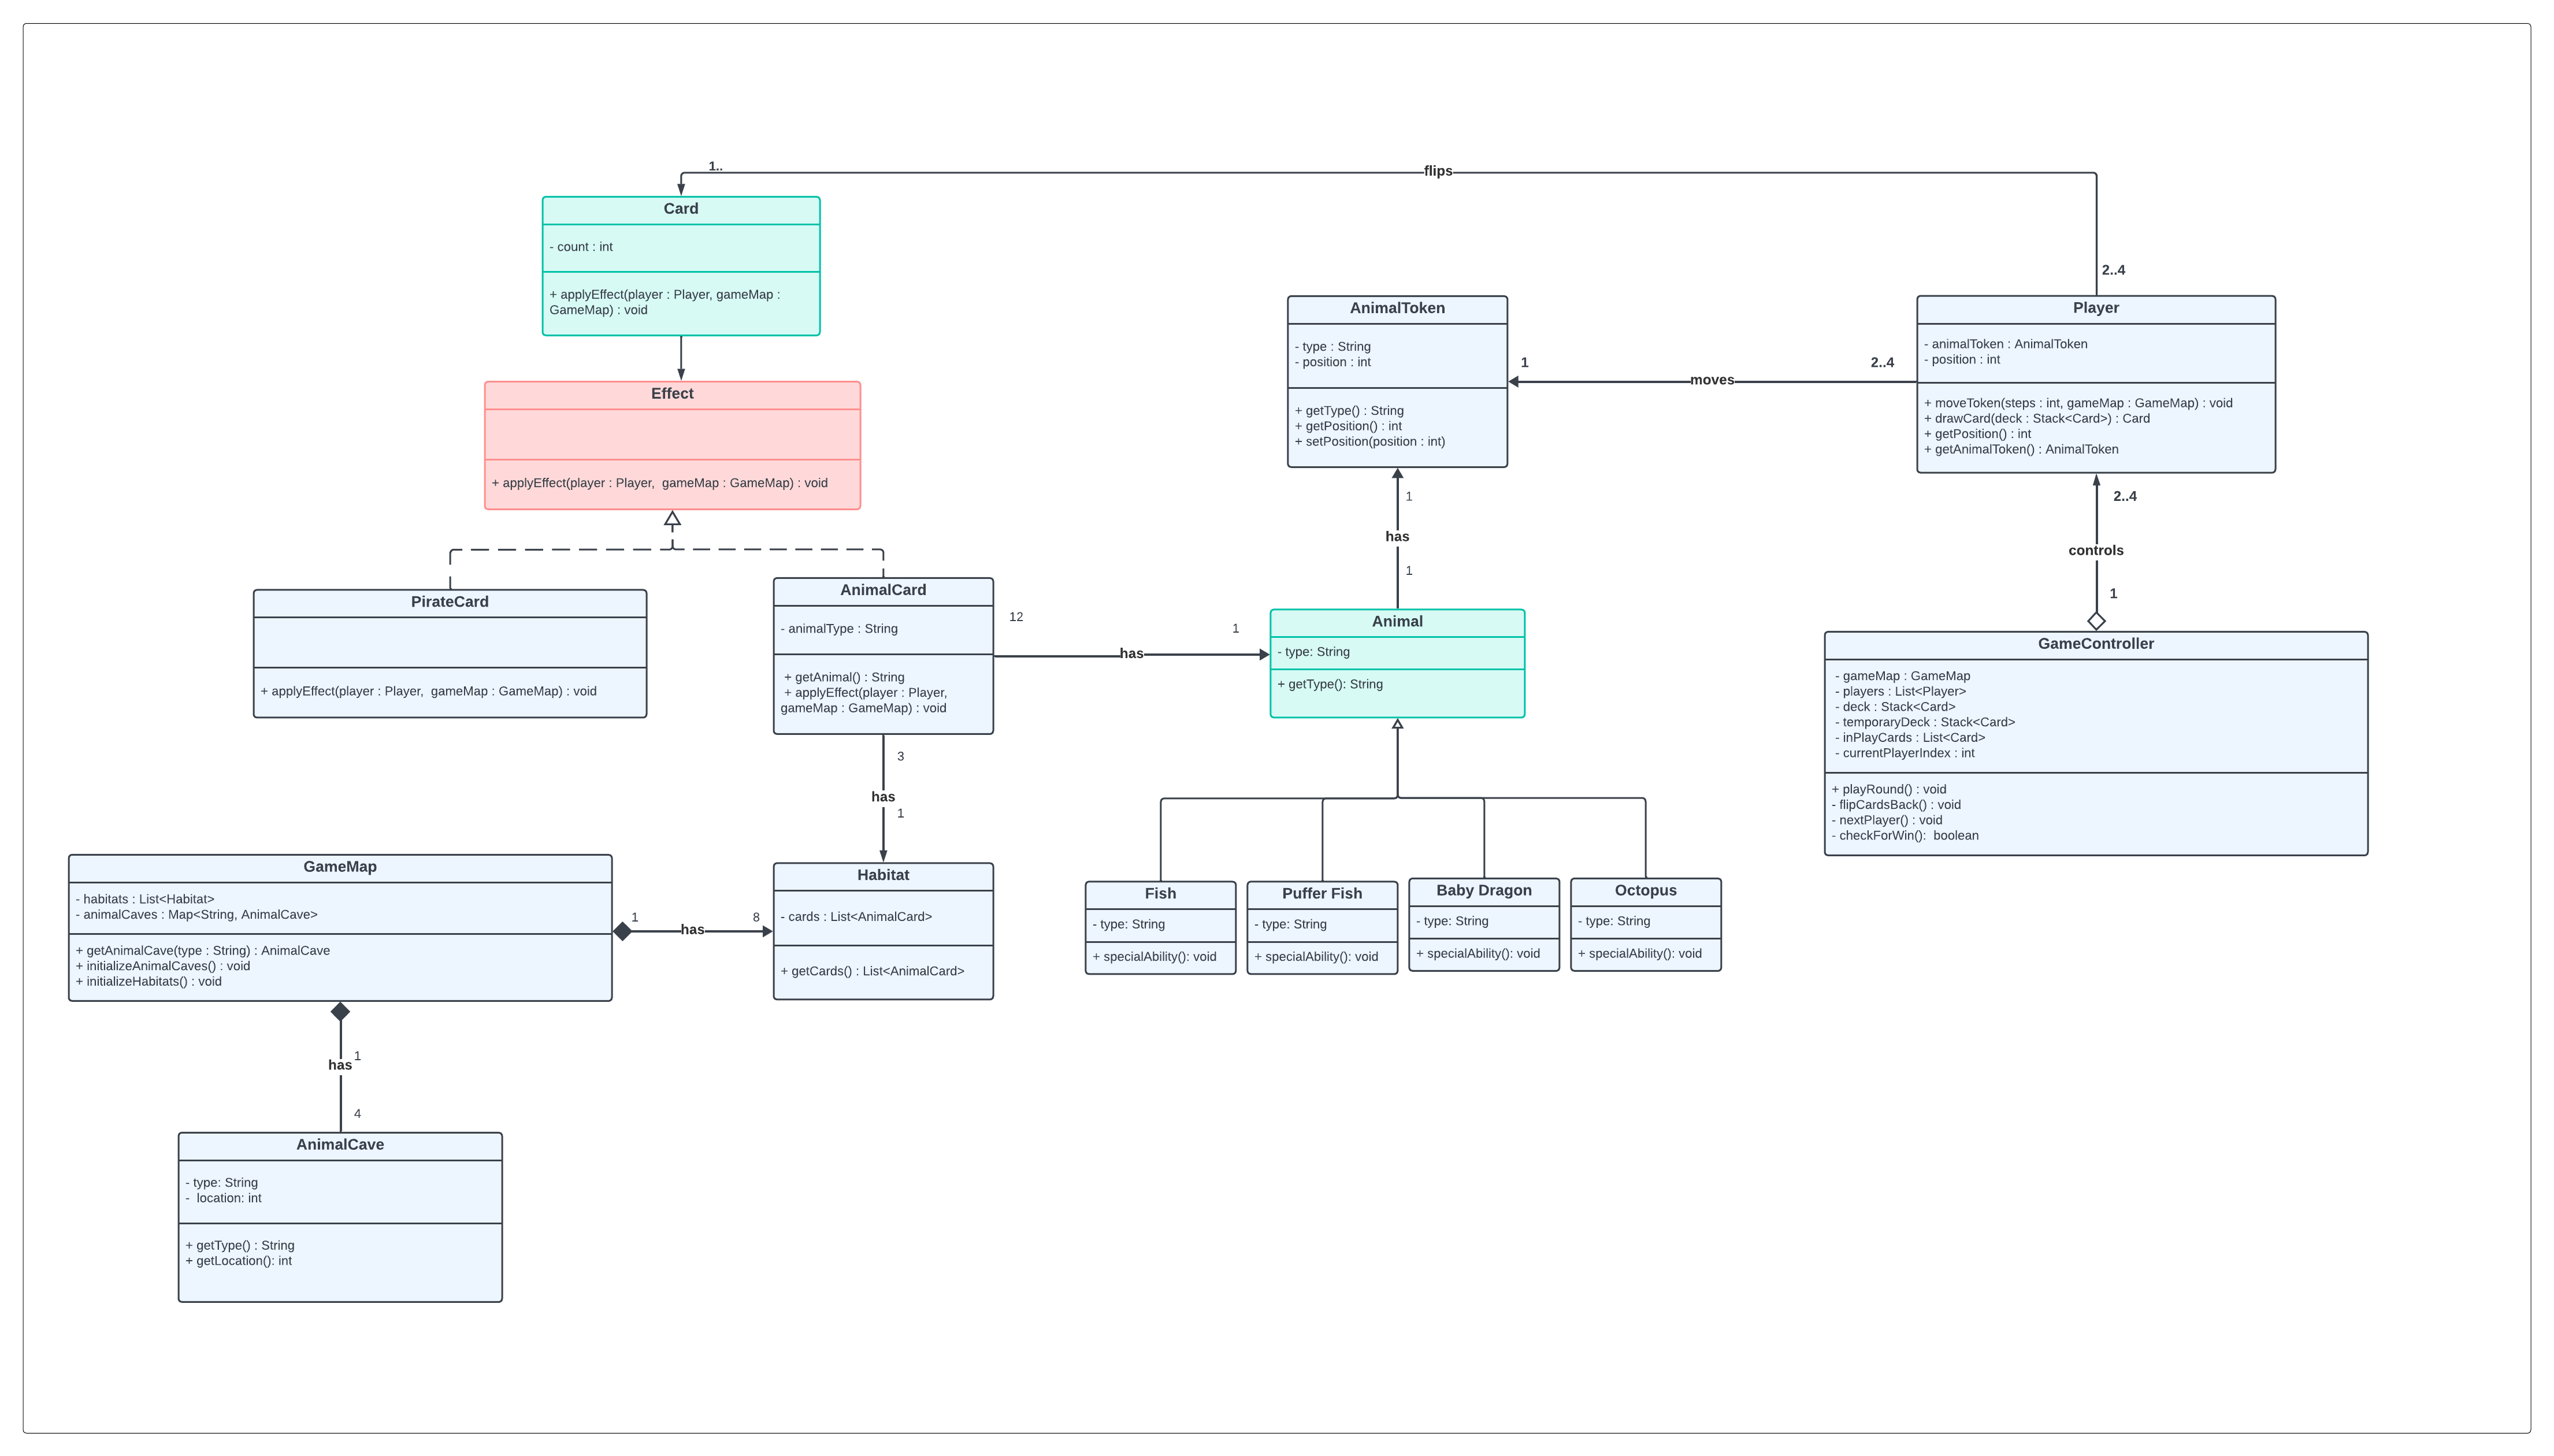 1..
flips
Card
- count : int
+ applyEffect(player : Player, gameMap :
GameMap) : void
2..4
AnimalToken
- type : String
- position : int
+ getType() : String
+ getPosition() : int
+ setPosition(position : int)
1
moves
2..4
Player
- animalToken : AnimalToken
- position : int
+ moveToken(steps : int, gameMap : GameMap) : void
+ drawCard(deck : Stack<Card>) : Card
+ getPosition() : int
+ getAnimalToken() : AnimalToken
Effect
+ applyEffect(player : Player,  gameMap : GameMap) : void
1
has
1
2..4
controls
1
PirateCard
+ applyEffect(player : Player,  gameMap : GameMap) : void
AnimalCard
- animalType : String
+ getAnimal() : String
+ applyEffect(player : Player,
gameMap : GameMap) : void
12
has
1
Animal
- type: String
+ getType(): String
GameController
- gameMap : GameMap
- players : List<Player>
- deck : Stack<Card>
- temporaryDeck : Stack<Card>
- inPlayCards : List<Card>
- currentPlayerIndex : int
+ playRound() : void
- flipCardsBack() : void
- nextPlayer() : void
- checkForWin():  boolean
3
has
1
GameMap
- habitats : List<Habitat>
- animalCaves : Map<String, AnimalCave>
+ getAnimalCave(type : String) : AnimalCave
+ initializeAnimalCaves() : void
+ initializeHabitats() : void
1
has
8
Habitat
- cards : List<AnimalCard>
+ getCards() : List<AnimalCard>
Fish
- type: String
+ specialAbility(): void
Puffer Fish
- type: String
+ specialAbility(): void
Baby Dragon
- type: String
+ specialAbility(): void
Octopus
- type: String
+ specialAbility(): void
1
has
4
AnimalCave
- type: String
-  location: int
+ getType() : String
+ getLocation(): int